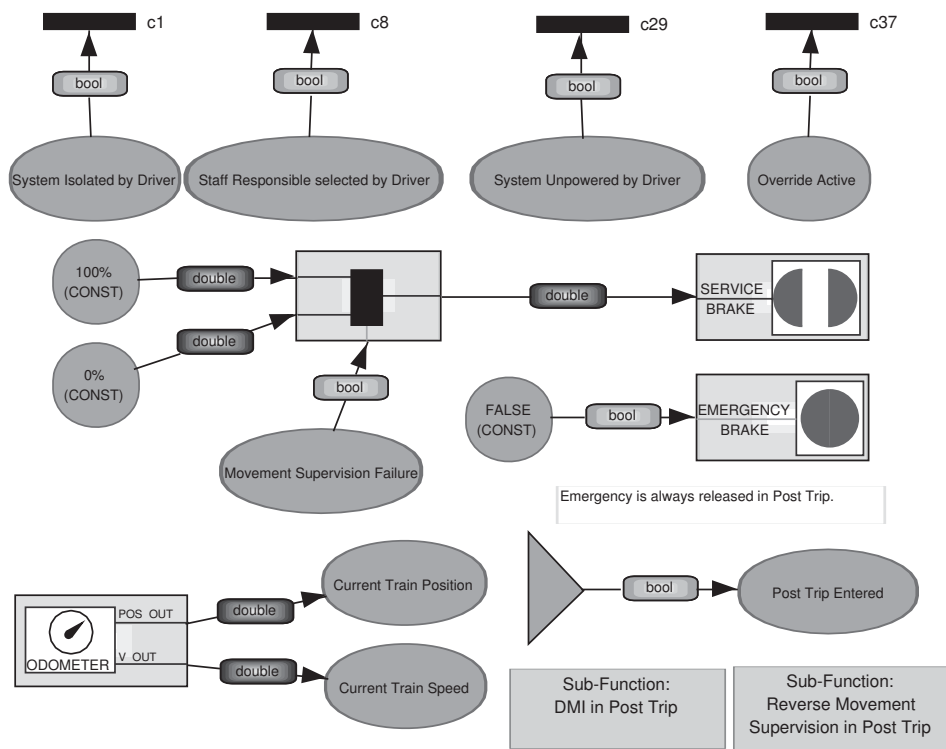 c1
c8
c29
c37
bool
bool
bool
bool
System Isolated by Driver
Staff Responsible selected by Driver
System Unpowered by Driver
Override Active
100%
(CONST)
double
double
0%
(CONST)
double
SERVICE
BRAKE
bool
Movement Supervision Failure
FALSE
(CONST)
bool
EMERGENCY
BRAKE
Emergency is always released in Post Trip.
ODOMETER
POS OUT
V OUT
double
double
Current Train Position
Current Train Speed
bool
Post Trip Entered
Sub-Function:
DMI in Post Trip
Sub-Function:
Reverse Movement
Supervision in Post Trip